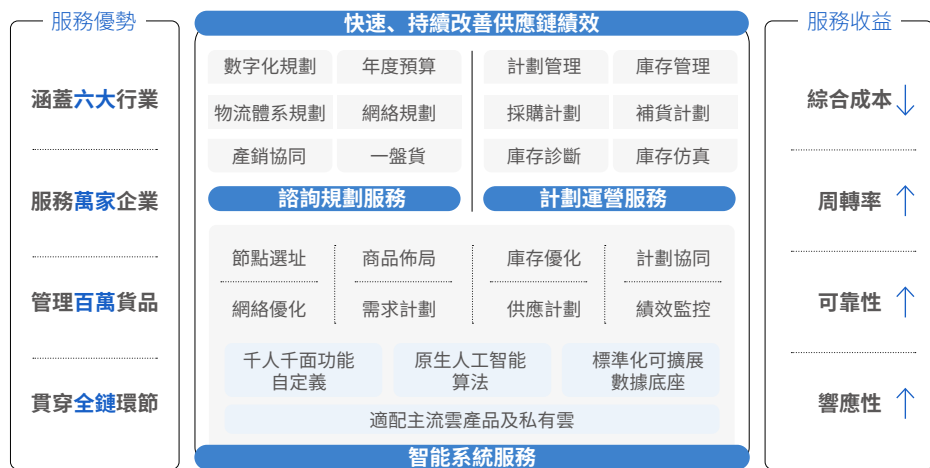 服務優勢
涵蓋六大行業
服務萬家企業
管理百萬貨品
貫穿全鏈環節
快速、持續改善供應鏈績效
數字化規劃 年度預算 計劃管理 庫存管理
物流體系規劃 網絡規劃 採購計劃 補貨計劃
產銷協同 一盤貨 庫存診斷 庫存仿真
諮詢規劃服務 計劃運營服務
節點選址 商品佈局 庫存優化 計劃協同
網絡優化 需求計劃 供應計劃 績效監控
千人千面功能
自定義
原生人工智能
算法
標準化可擴展
數據底座
適配主流雲產品及私有雲
智能系統服務
服務收益
綜合成本
周轉率
可靠性
響應性